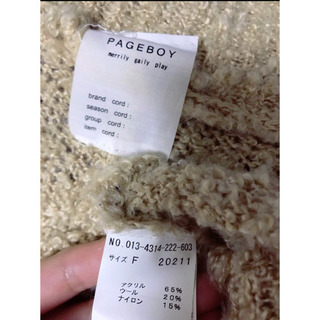 PAGEBOY
merrily gaily play
brand cord :
season cord :
group cord :
item cord :
NO. 013-4314-222-603
サイズ F 20211
アクリル 65%
ウール 20%
ナイロン 15%